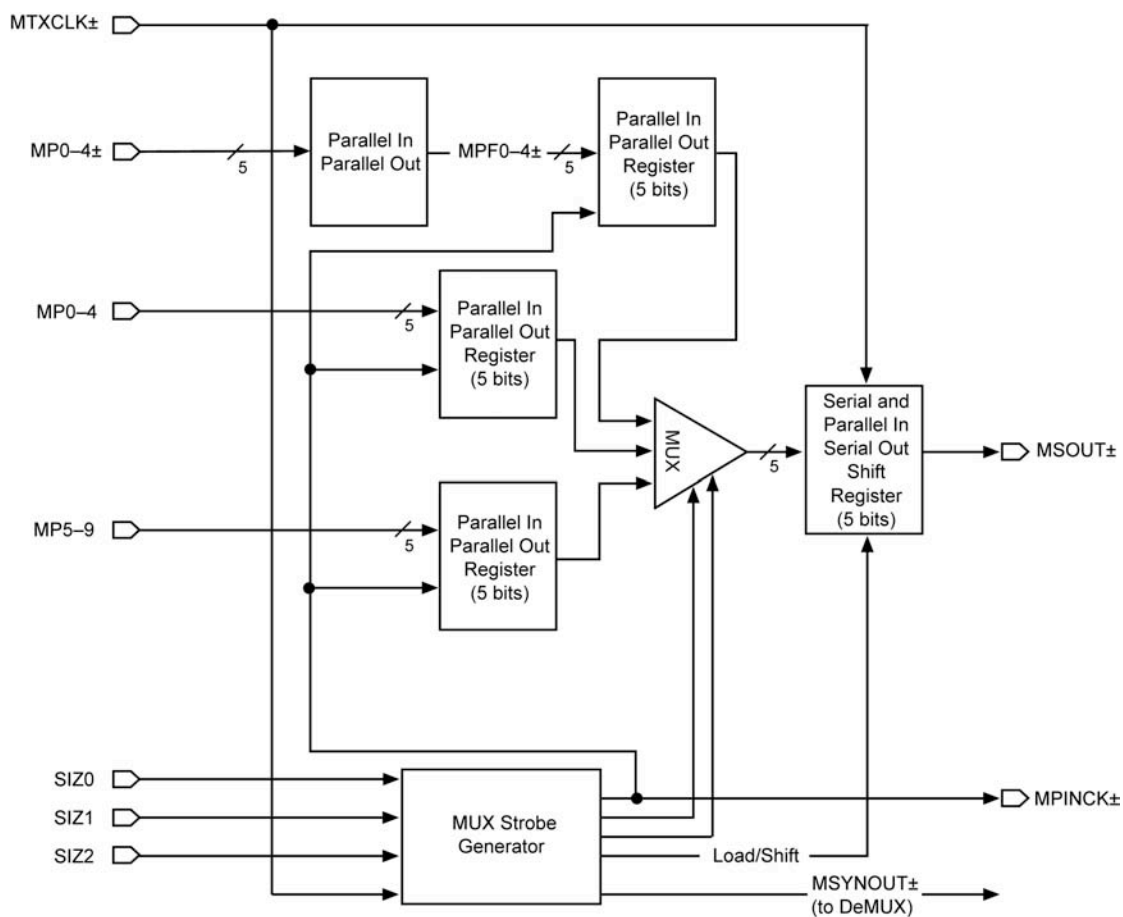 MTXCLK±
MP0–4±
5
Parallel In
Parallel Out
MPF0–4±
5
Parallel In
Parallel Out
Register
(5 bits)
MP0–4
5
Parallel In
Parallel Out
Register
(5 bits)
MUX
5
Serial and
Parallel In
Serial Out
Shift
Register
(5 bits)
MSOUT±
MP5–9
5
Parallel In
Parallel Out
Register
(5 bits)
SIZ0
SIZ1
SIZ2
MUX Strobe
Generator
MPINCK±
Load/Shift
MSYNOUT±
(to DeMUX)